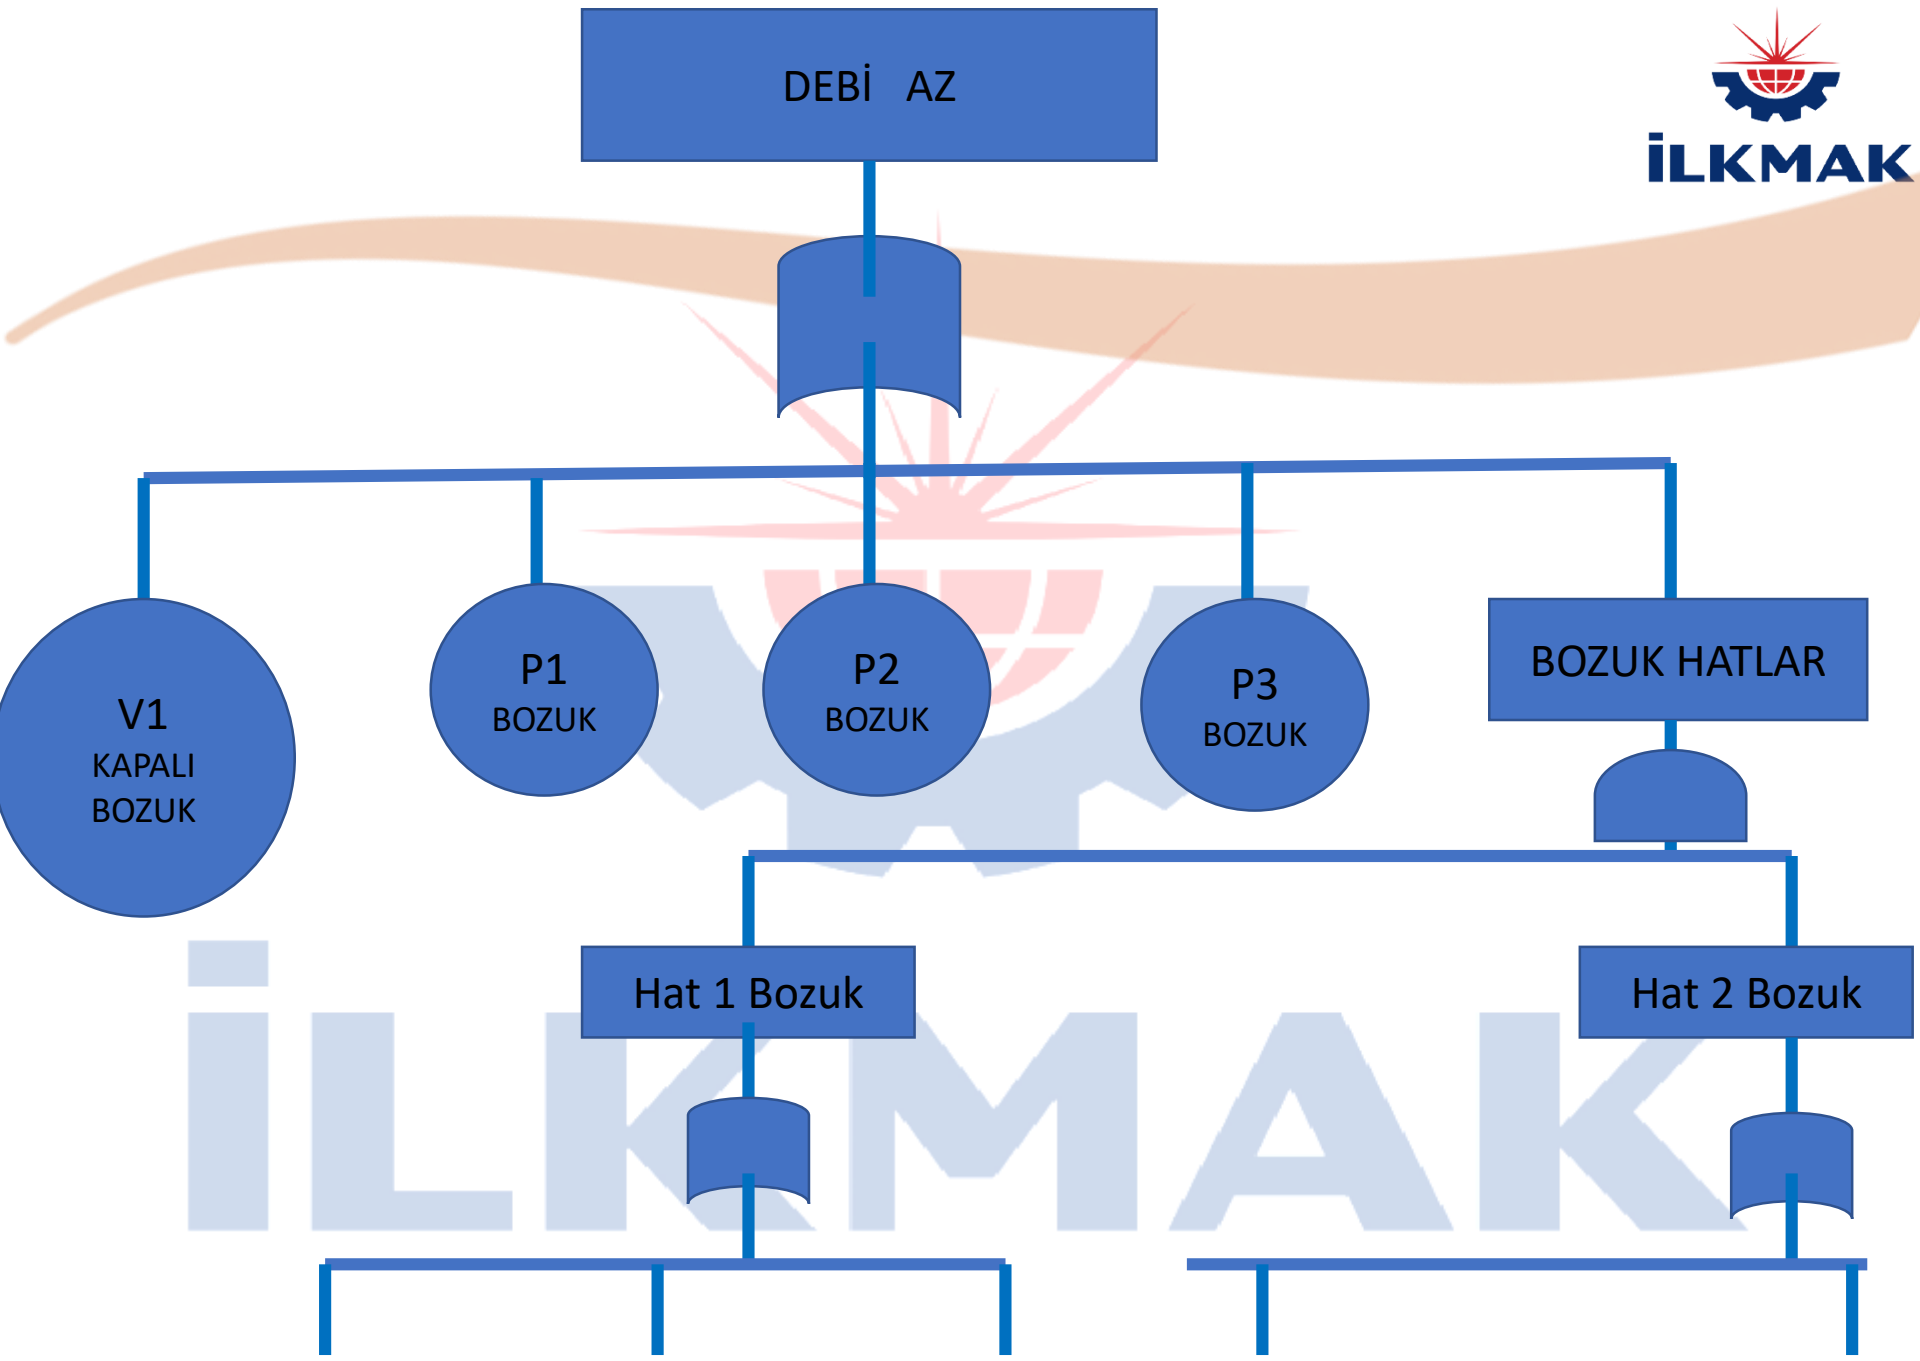 DEBİ AZ
İLKMAK
P1
BOZUK
P2
BOZUK
P3
BOZUK
BOZUK HATLAR
V1
KAPALI
BOZUK
Hat 1 Bozuk
Hat 2 Bozuk
İLKMAK